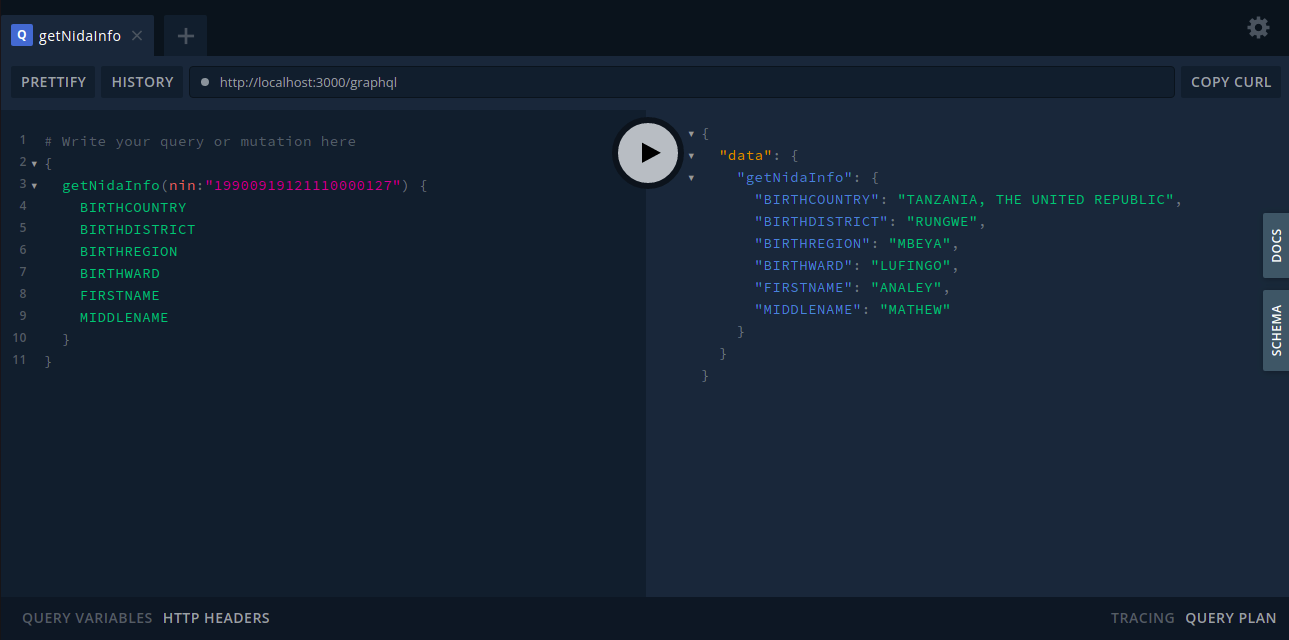 Q getNidaInfo
PRETTIFY HISTORY http://localhost:3000/graphql COPY CURL
1 # Write your query or mutation here
2 {
3 getNidaInfo(nin:"19900919121110000127") {
4 BIRTHCOUNTRY
5 BIRTHDISTRICT
6 BIRTHREGION
7 BIRTHWARD
8 FIRSTNAME
9 MIDDLENAME
10 }
11 }
{
"data": {
"getNidaInfo": {
"BIRTHCOUNTRY": "TANZANIA, THE UNITED REPUBLIC",
"BIRTHDISTRICT": "RUNGWE",
"BIRTHREGION": "MBEYA",
"BIRTHWARD": "LUFINGO",
"FIRSTNAME": "ANALEY",
"MIDDLENAME": "MATHEW"
}
}
}
DOCS
SCHEMA
QUERY VARIABLES HTTP HEADERS
TRACING QUERY PLAN